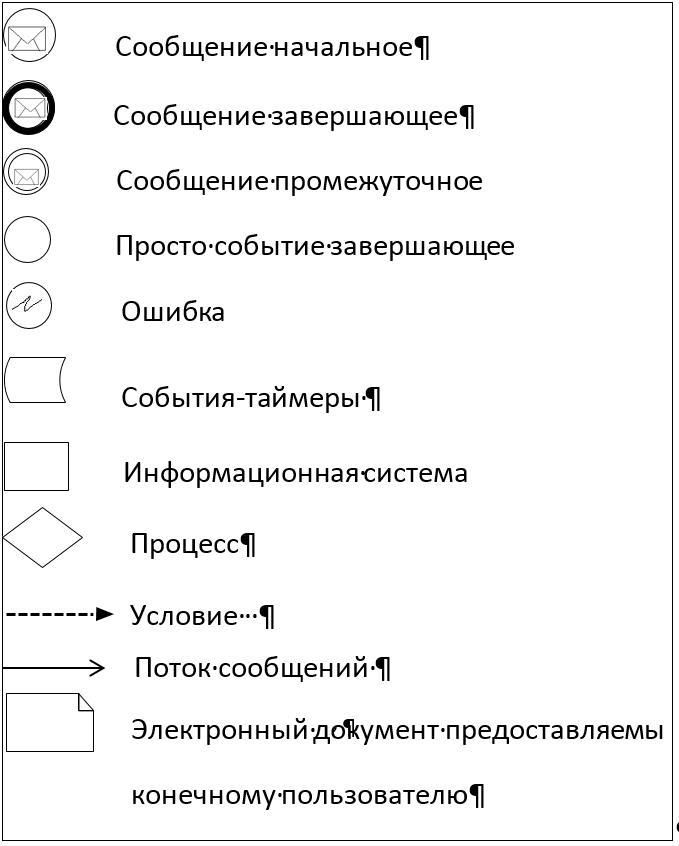 Сообщение·начальное¶
Сообщение·завершающее¶
Сообщение·промежуточное
Просто·событие·завершающее
Ошибка
События-таймеры·¶
Информационная·система
Процесс¶
Условие···¶
Поток·сообщений·¶
Электронный·документ·предоставляемы
конечному·пользователю¶